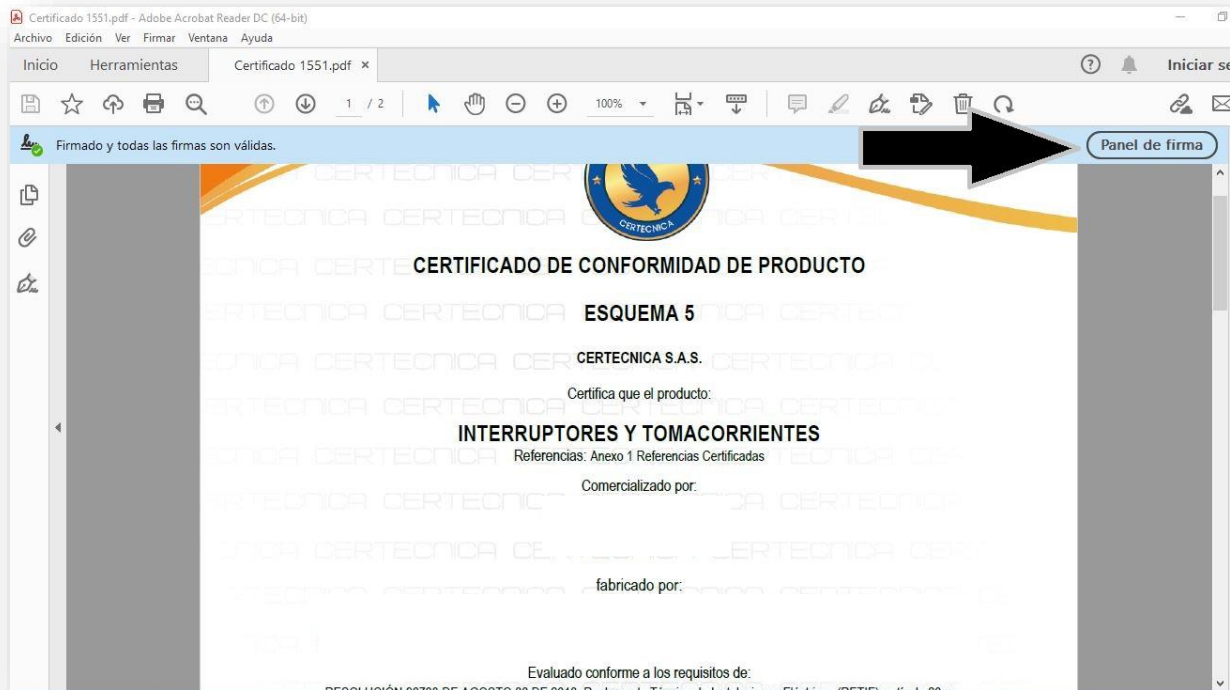 Certificado 1551.pdf - Adobe Acrobat Reader DC (64-bit)
Archivo Edición Ver Firmar Ventana Ayuda
Inicio Herramientas Certificado 1551.pdf × Iniciar se
1 / 2 100%
Firmado y todas las firmas son válidas. Panel de firma
CERTECNICA
CERTIFICADO DE CONFORMIDAD DE PRODUCTO
ESQUEMA 5
CERTECNICA S.A.S.
Certifica que el producto:
INTERRUPTORES Y TOMACORRIENTES
Referencias: Anexo 1 Referencias Certificadas
Comercializado por:
fabricado por:
Evaluado conforme a los requisitos de: